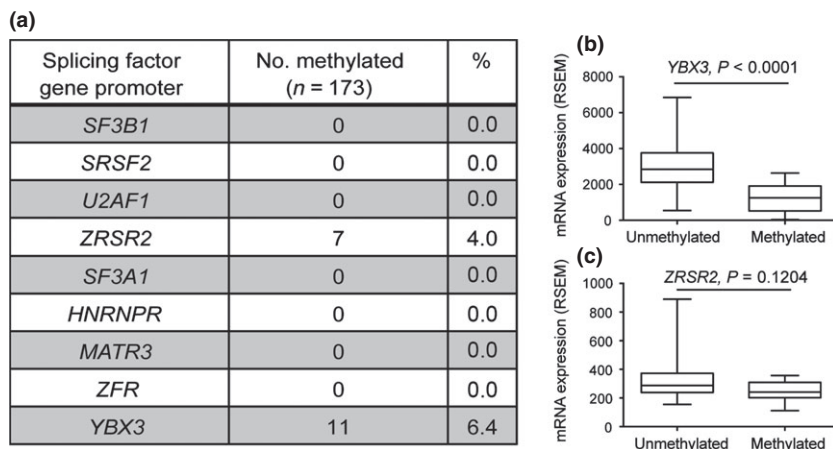 (a)
Splicing factor gene promoter No. methylated (n = 173) %
SF3B1 0 0.0
SRSF2 0 0.0
U2AF1 0 0.0
ZRSR2 7 4.0
SF3A1 0 0.0
HNRNPR 0 0.0
MATR3 0 0.0
ZFR 0 0.0
YBX3 11 6.4
(b)
YBX3, P < 0.0001
mRNA expression (RSEM)
8000
6000
4000
2000
0
Unmethylated Methylated
(c)
ZRSR2, P = 0.1204
mRNA expression (RSEM)
1000
800
600
400
200
0
Unmethylated Methylated